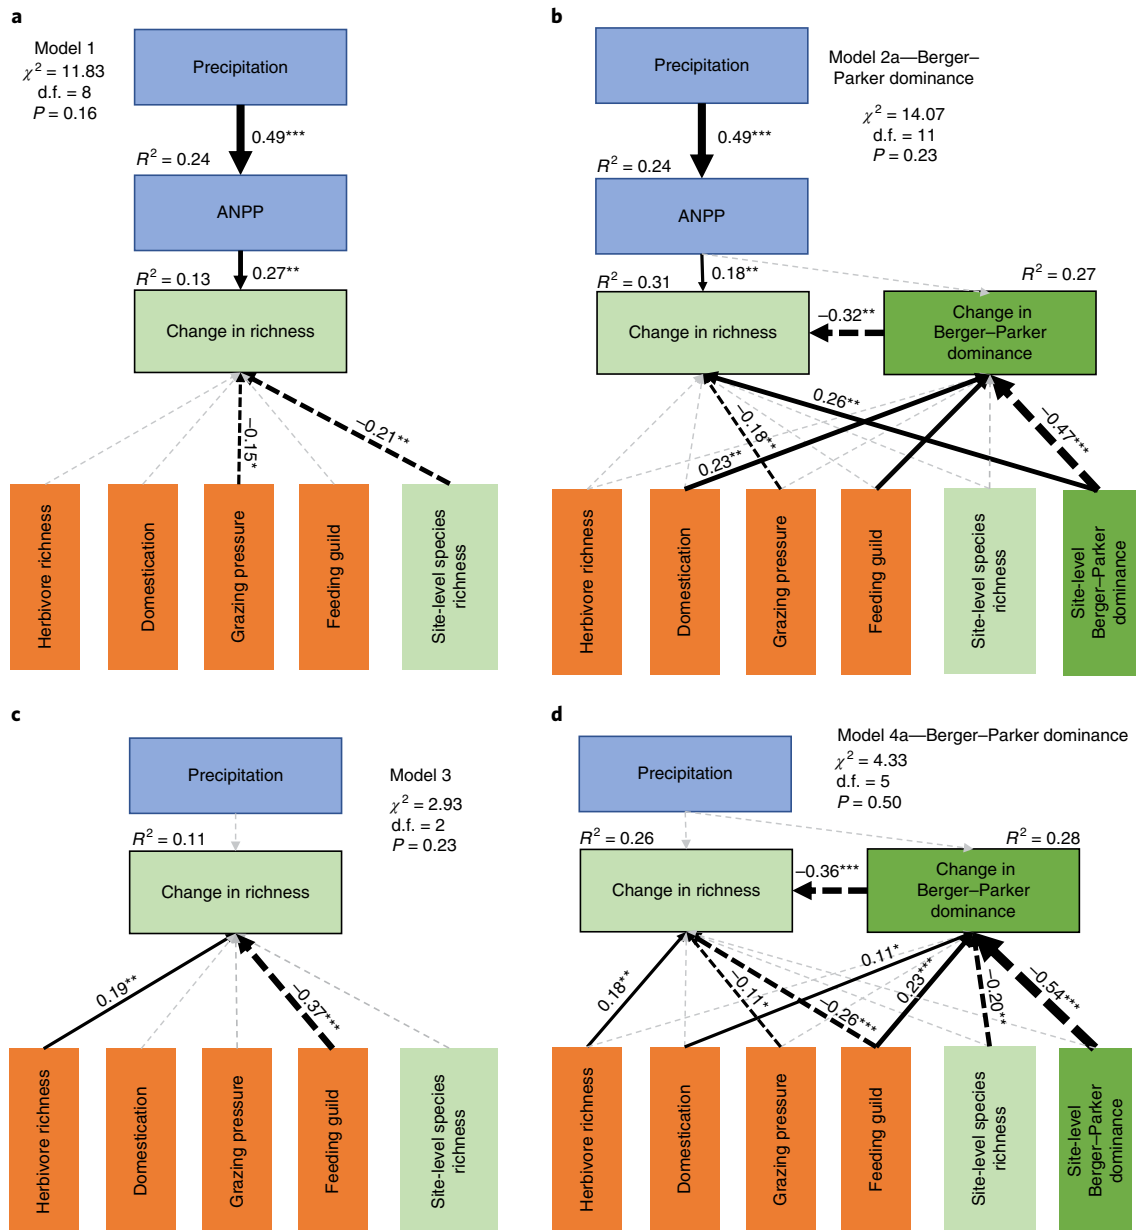 a
Model 1
χ² = 11.83
d.f. = 8
P = 0.16
Precipitation
0.49***
R² = 0.24
ANPP
R² = 0.13
0.27**
Change in richness
–0.15*
–0.21**
Herbivore richness
Domestication
Grazing pressure
Feeding guild
Site-level species
richness
b
Model 2a—Berger–
Parker dominance
χ² = 14.07
d.f. = 11
P = 0.23
Precipitation
0.49***
R² = 0.24
ANPP
R² = 0.31
0.18**
R² = 0.27
Change in richness
–0.32**
Change in
Berger–Parker
dominance
0.23**
–0.18**
0.26**
–0.47***
Herbivore richness
Domestication
Grazing pressure
Feeding guild
Site-level species
richness
Site-level
Berger–Parker
dominance
c
Model 3
χ² = 2.93
d.f. = 2
P = 0.23
Precipitation
R² = 0.11
Change in richness
0.19**
–0.37***
Herbivore richness
Domestication
Grazing pressure
Feeding guild
Site-level species
richness
d
Model 4a—Berger–Parker dominance
χ² = 4.33
d.f. = 5
P = 0.50
Precipitation
R² = 0.26
R² = 0.28
Change in richness
–0.36***
Change in
Berger–Parker
dominance
0.18**
–0.11*
–0.26***
0.11*
0.23***
–0.20**
–0.54***
Herbivore richness
Domestication
Grazing pressure
Feeding guild
Site-level species
richness
Site-level
Berger–Parker
dominance